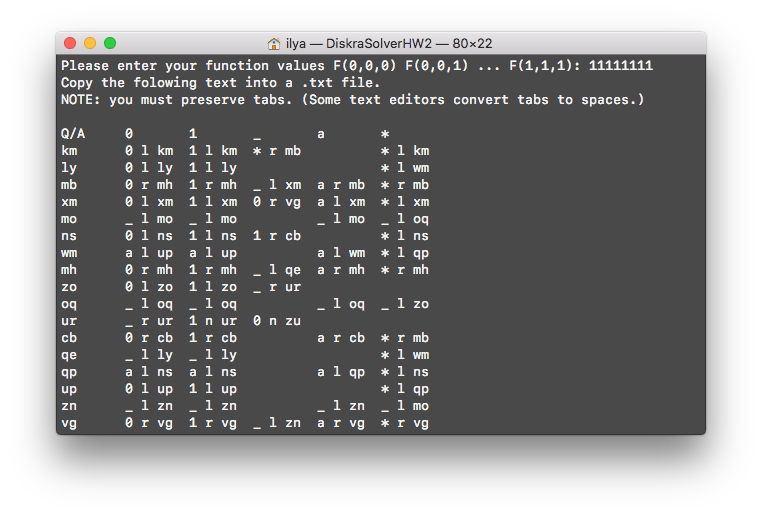 ilya — DiskraSolverHW2 — 80×22
Please enter your function values F(0,0,0) F(0,0,1) ... F(1,1,1): 11111111
Copy the folowing text into a .txt file.
NOTE: you must preserve tabs. (Some text editors convert tabs to spaces.)
Q/A	0	1	_	a	*
km	0 l km	1 l km	* r mb		* l km
ly	0 l ly	1 l ly			* l wm
mb	0 r mh	1 r mh	_ l xm	a r mb	* r mb
xm	0 l xm	1 l xm	0 r vg	a l xm	* l xm
mo	_ l mo	_ l mo		_ l mo	_ l oq
ns	0 l ns	1 l ns	1 r cb		* l ns
wm	a l up	a l up		a l wm	* l qp
mh	0 r mh	1 r mh	_ l qe	a r mh	* r mh
zo	0 l zo	1 l zo	_ r ur
oq	_ l oq	_ l oq		_ l oq	_ l zo
ur	_ r ur	1 n ur	0 n zu
cb	0 r cb	1 r cb		a r cb	* r mb
qe	_ l ly	_ l ly			* l wm
qp	a l ns	a l ns		a l qp	* l ns
up	0 l up	1 l up			* l qp
zn	_ l zn	_ l zn		_ l zn	_ l mo
vg	0 r vg	1 r vg	_ l zn	a r vg	* r vg